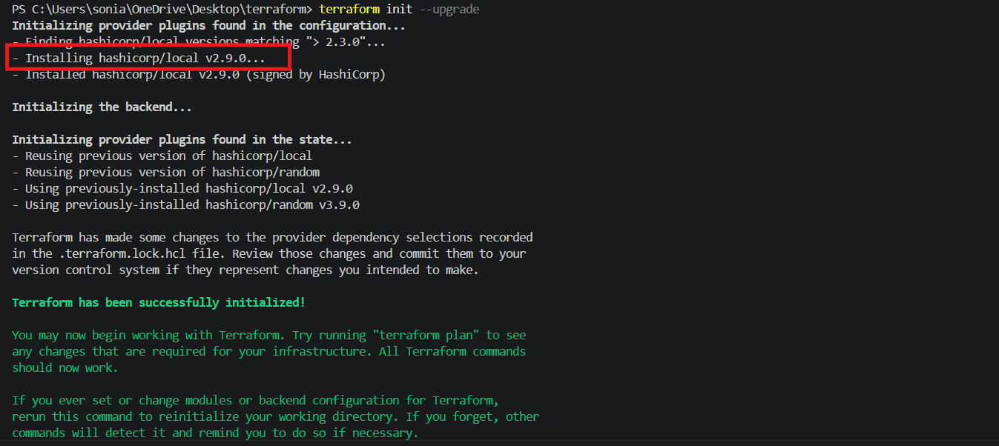 PS C:\Users\sonia\OneDrive\Desktop\terraform> terraform init --upgrade
Initializing provider plugins found in the configuration...
- Finding hashicorp/local versions matching "> 2.3.0"...
- Installing hashicorp/local v2.9.0...
- Installed hashicorp/local v2.9.0 (signed by HashiCorp)
Initializing the backend...
Initializing provider plugins found in the state...
- Reusing previous version of hashicorp/local
- Reusing previous version of hashicorp/random
- Using previously-installed hashicorp/local v2.9.0
- Using previously-installed hashicorp/random v3.9.0
Terraform has made some changes to the provider dependency selections recorded
in the .terraform.lock.hcl file. Review those changes and commit them to your
version control system if they represent changes you intended to make.
Terraform has been successfully initialized!
You may now begin working with Terraform. Try running "terraform plan" to see
any changes that are required for your infrastructure. All Terraform commands
should now work.
If you ever set or change modules or backend configuration for Terraform,
rerun this command to reinitialize your working directory. If you forget, other
commands will detect it and remind you to do so if necessary.